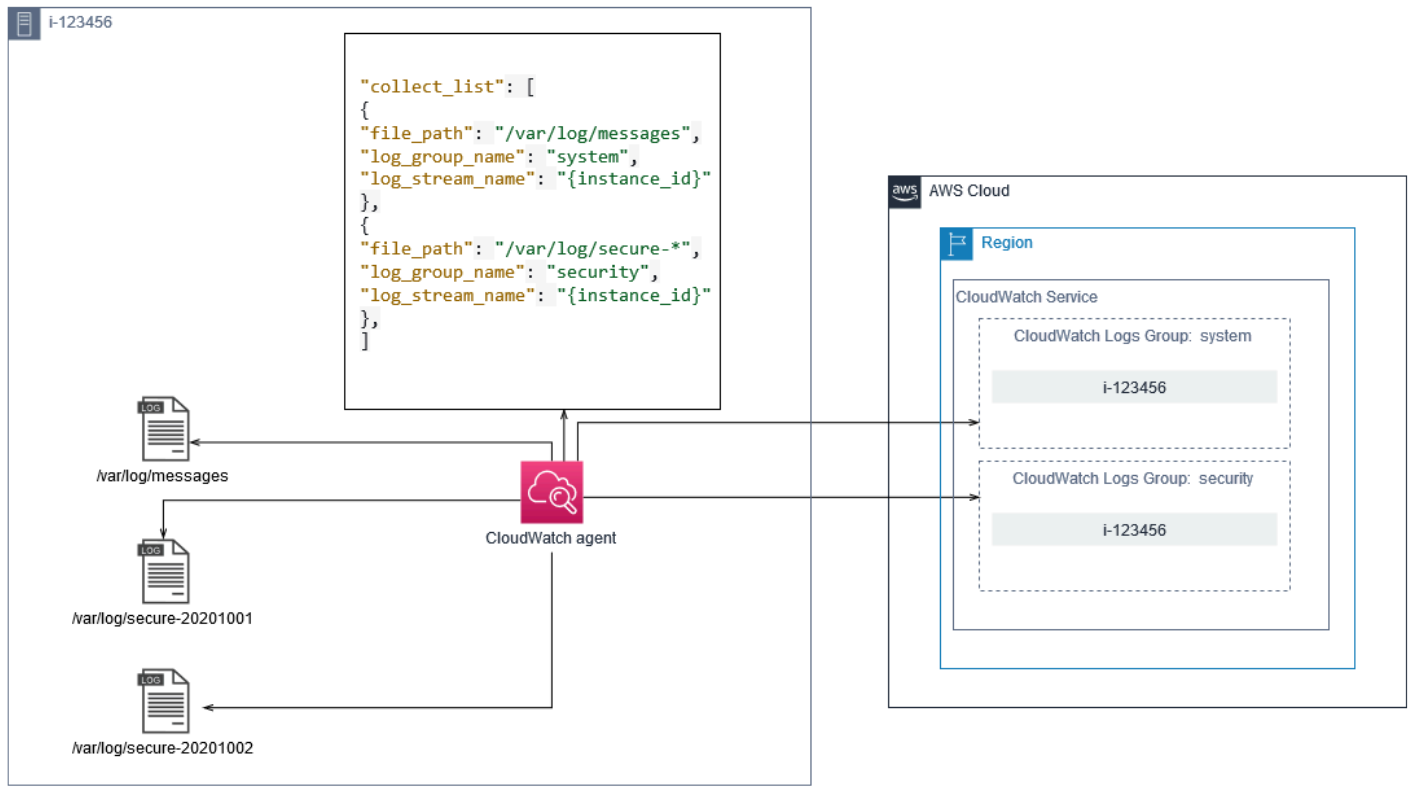 i-123456
"collect_list": [
{
"file_path": "/var/log/messages",
"log_group_name": "system",
"log_stream_name": "{instance_id}"
},
{
"file_path": "/var/log/secure-*",
"log_group_name": "security",
"log_stream_name": "{instance_id}"
},
]
LOG
/var/log/messages
LOG
/var/log/secure-20201001
LOG
/var/log/secure-20201002
CloudWatch agent
aws
AWS Cloud
Region
CloudWatch Service
CloudWatch Logs Group: system
i-123456
CloudWatch Logs Group: security
i-123456